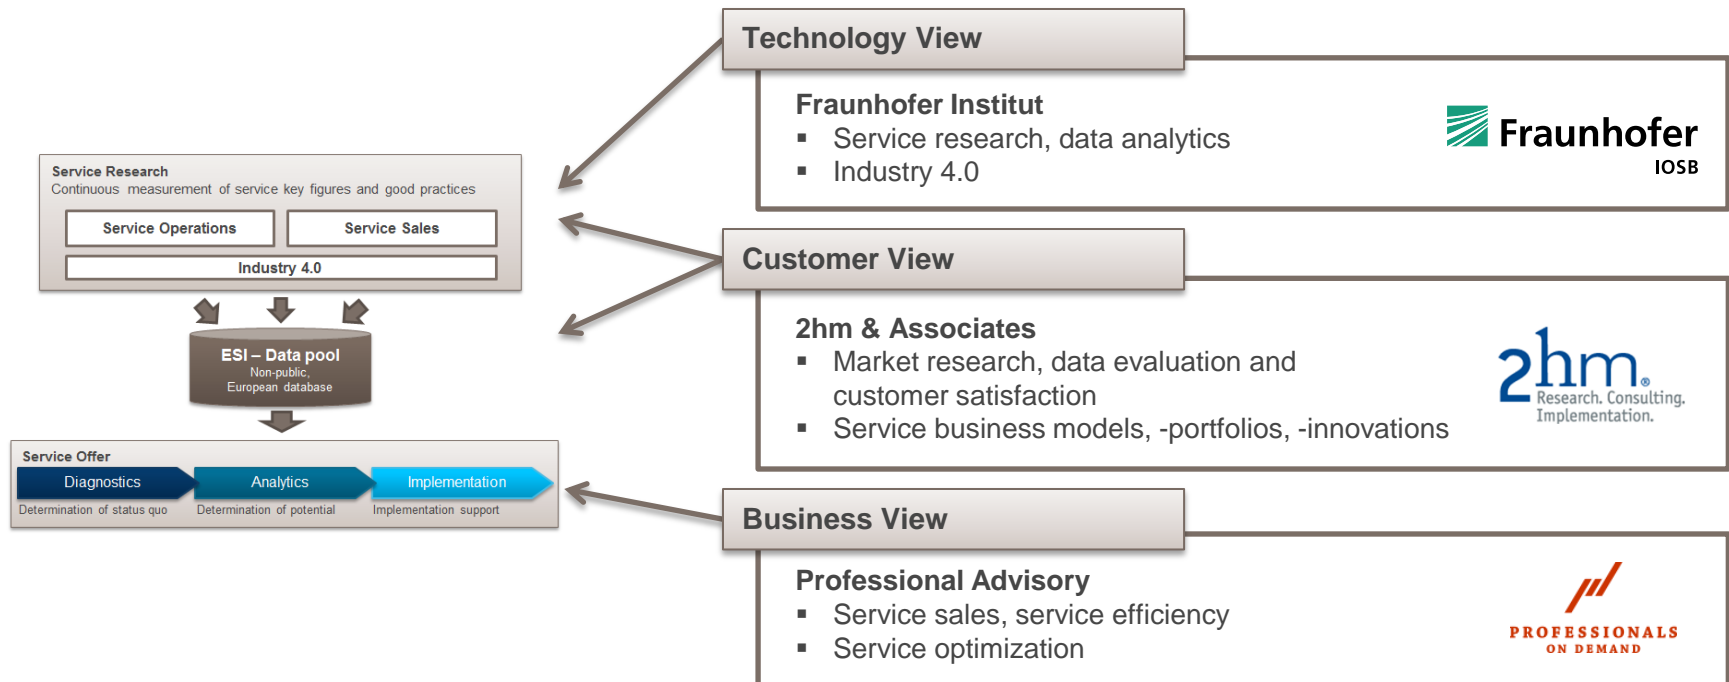 Service Research
Continuous measurement of service key figures and good practices
Service Operations
Service Sales
Industry 4.0
ESI – Data pool
Non-public,
European database
Service Offer
Diagnostics
Analytics
Implementation
Determination of status quo
Determination of potential
Implementation support
Technology View
Fraunhofer Institut
▪ Service research, data analytics
▪ Industry 4.0
Fraunhofer
IOSB
Customer View
2hm & Associates
▪ Market research, data evaluation and
customer satisfaction
▪ Service business models, -portfolios, -innovations
2hm®
Research. Consulting.
Implementation.
Business View
Professional Advisory
▪ Service sales, service efficiency
▪ Service optimization
PROFESSIONALS
ON DEMAND